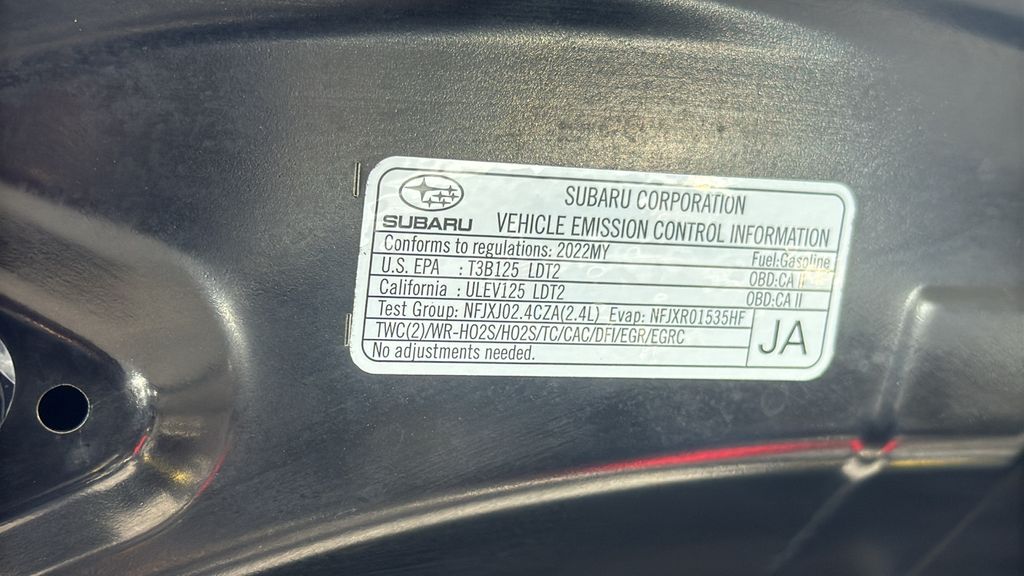 SUBARU
SUBARU CORPORATION
VEHICLE EMISSION CONTROL INFORMATION
Conforms to regulations: 2022MY Fuel:Gasoline
U.S. EPA : T3B125 LDT2 OBD:CA II
California : ULEV125 LDT2 OBD:CA II
Test Group: NFJXJ02.4CZA(2.4L) Evap: NFJXR01535HF
TWC(2)/WR-HO2S/HO2S/TC/CAC/DFI/EGR/EGRC
No adjustments needed.
JA